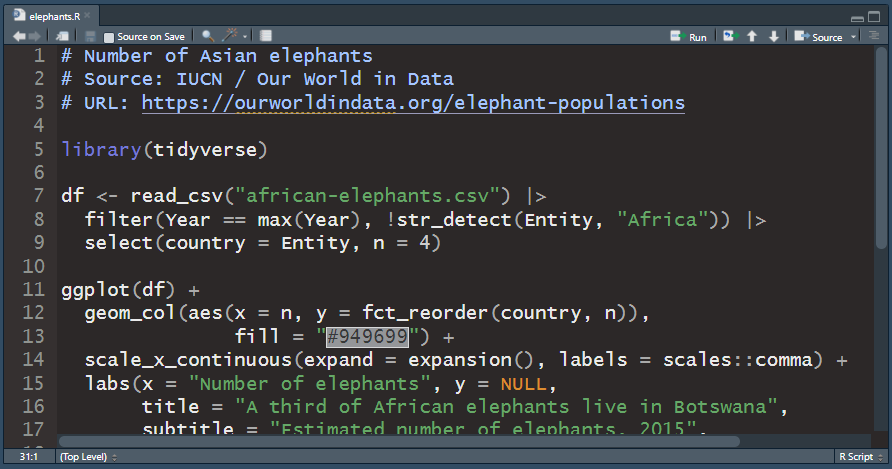 elephants.R
Source on Save Run Source
1 # Number of Asian elephants
2 # Source: IUCN / Our World in Data
3 # URL: https://ourworldindata.org/elephant-populations
4
5 library(tidyverse)
6
7 df <- read_csv("african-elephants.csv") |>
8 filter(Year == max(Year), !str_detect(Entity, "Africa")) |>
9 select(country = Entity, n = 4)
10
11 ggplot(df) +
12 geom_col(aes(x = n, y = fct_reorder(country, n)),
13 fill = "#949699") +
14 scale_x_continuous(expand = expansion(), labels = scales::comma) +
15 labs(x = "Number of elephants", y = NULL,
16 title = "A third of African elephants live in Botswana",
17 subtitle = "Estimated number of elephants, 2015",
31:1 (Top Level) R Script